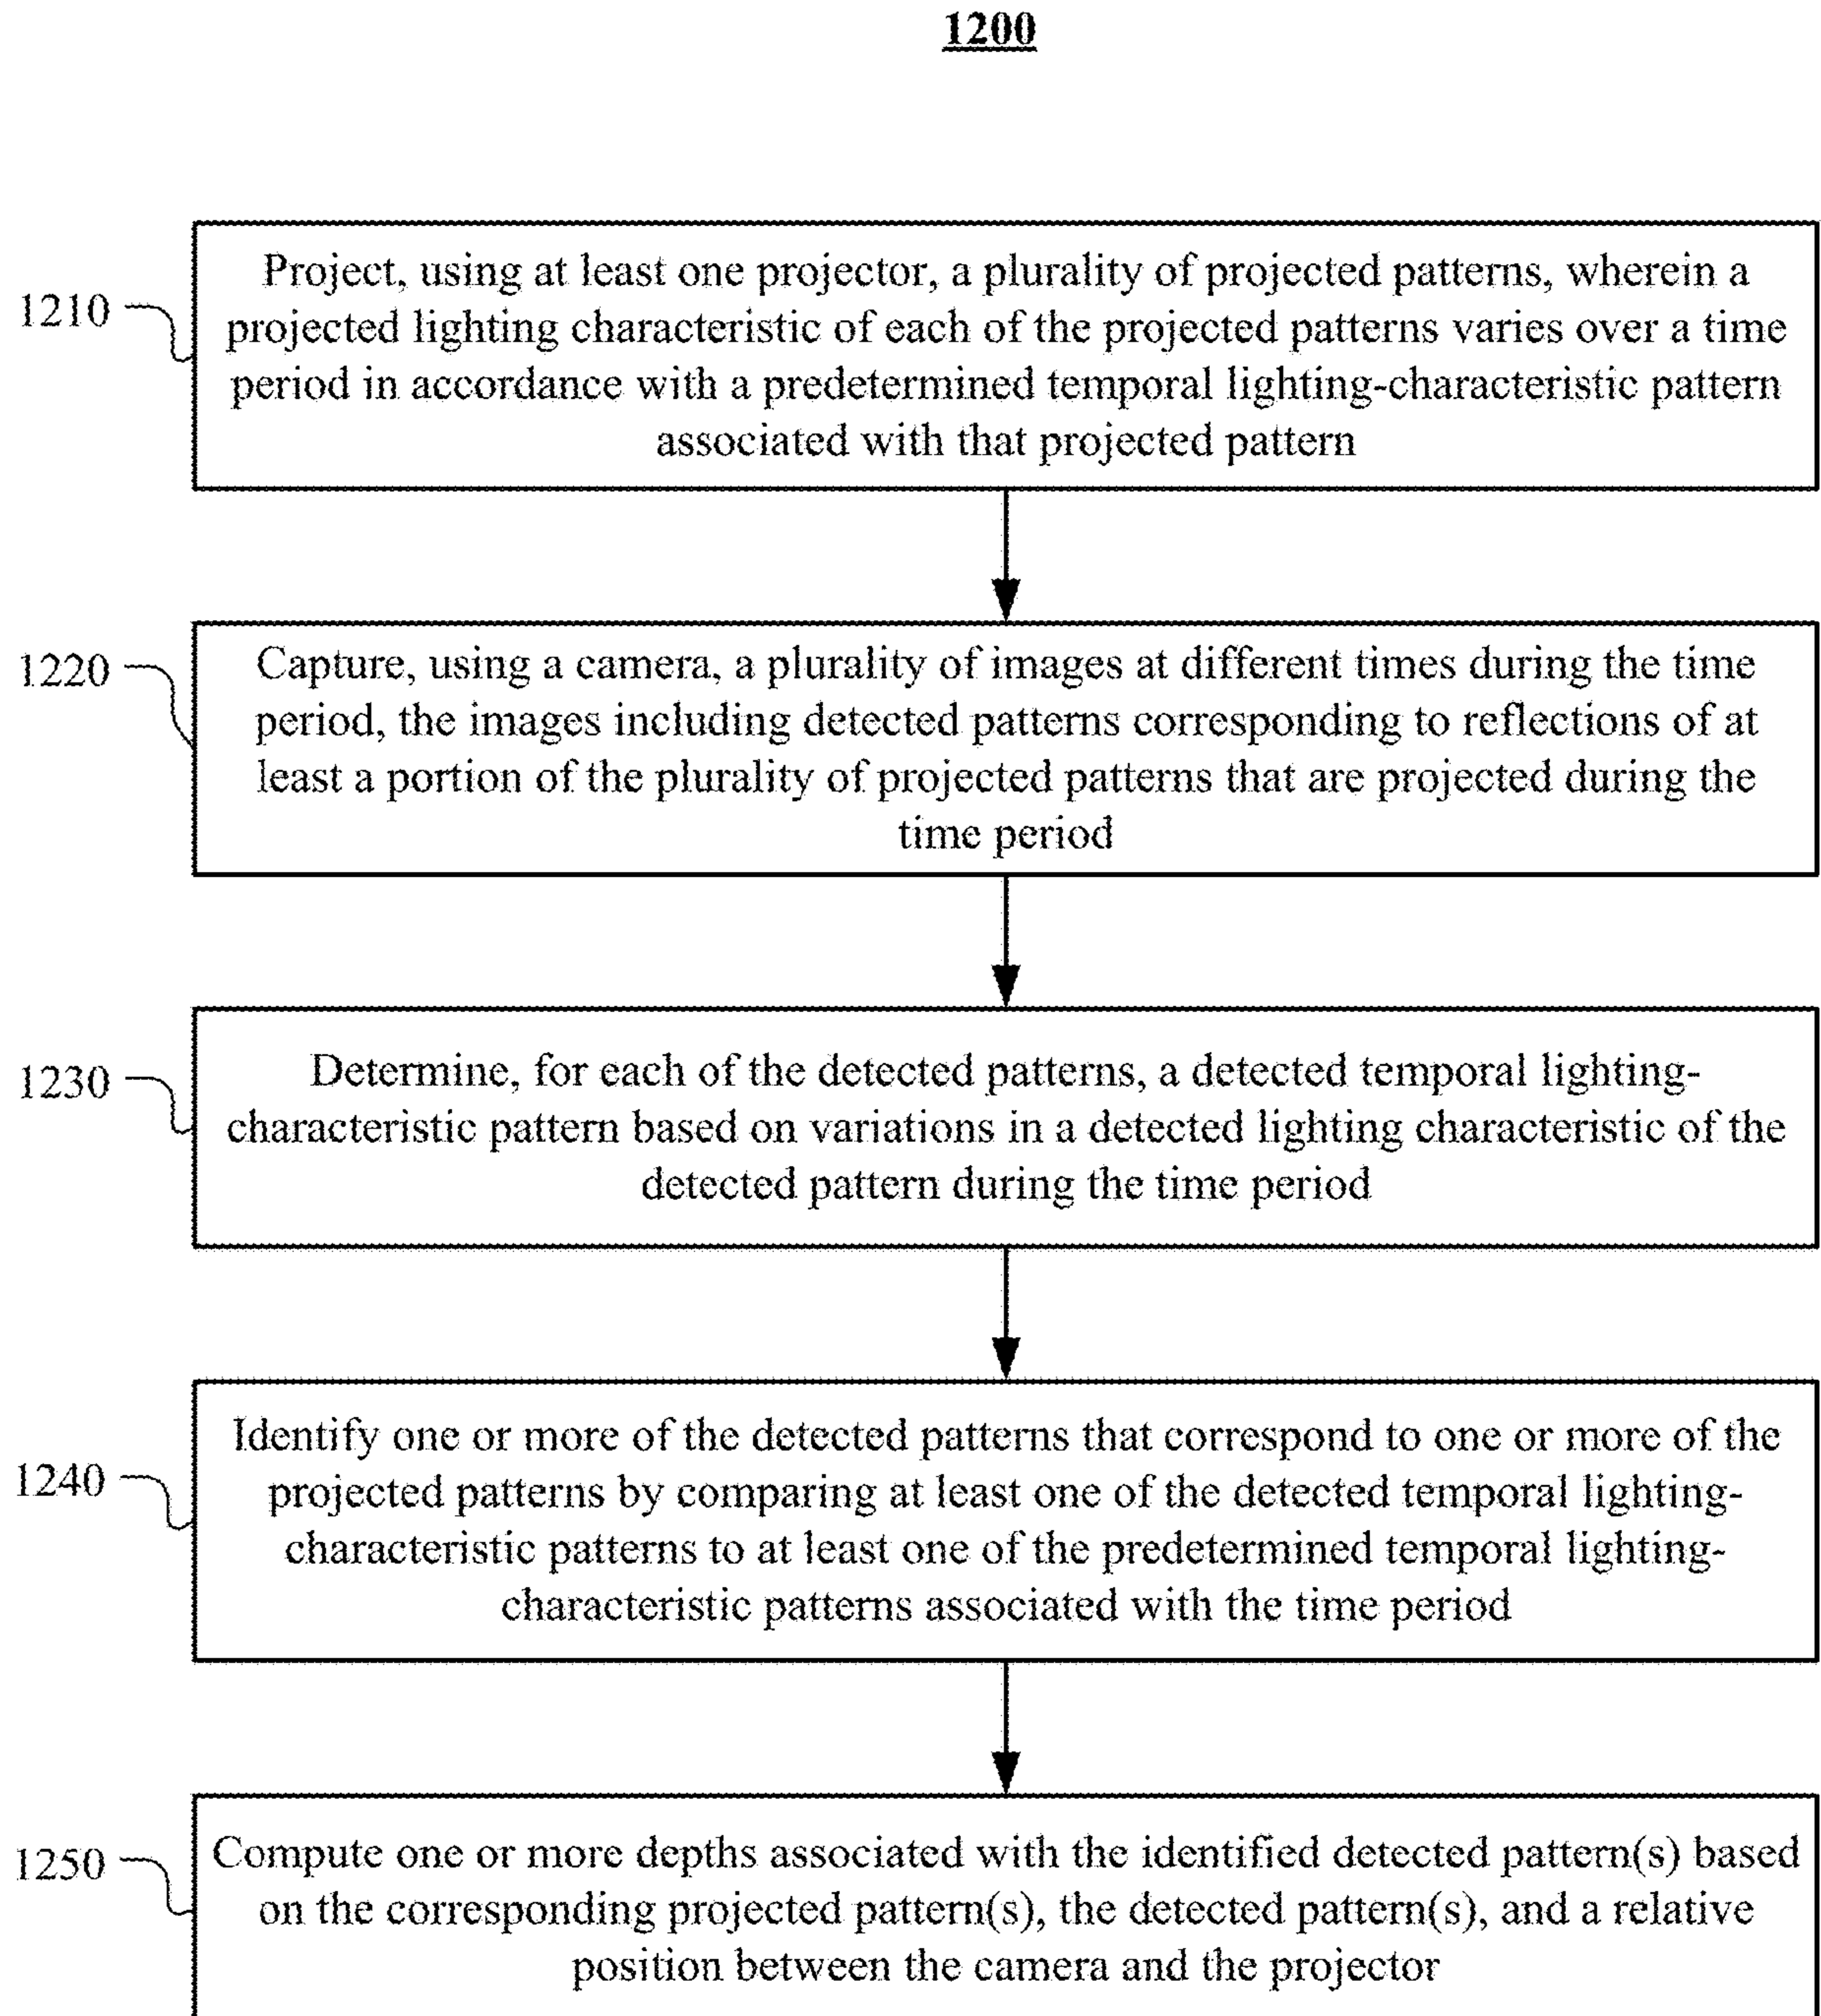 1200
1210
Project, using at least one projector, a plurality of projected patterns, wherein a
projected lighting characteristic of each of the projected patterns varies over a time
period in accordance with a predetermined temporal lighting-characteristic pattern
associated with that projected pattern
1220
Capture, using a camera, a plurality of images at different times during the time
period, the images including detected patterns corresponding to reflections of at
least a portion of the plurality of projected patterns that are projected during the
time period
1230
Determine, for each of the detected patterns, a detected temporal lighting-
characteristic pattern based on variations in a detected lighting characteristic of the
detected pattern during the time period
1240
Identify one or more of the detected patterns that correspond to one or more of the
projected patterns by comparing at least one of the detected temporal lighting-
characteristic patterns to at least one of the predetermined temporal lighting-
characteristic patterns associated with the time period
1250
Compute one or more depths associated with the identified detected pattern(s) based
on the corresponding projected pattern(s), the detected pattern(s), and a relative
position between the camera and the projector